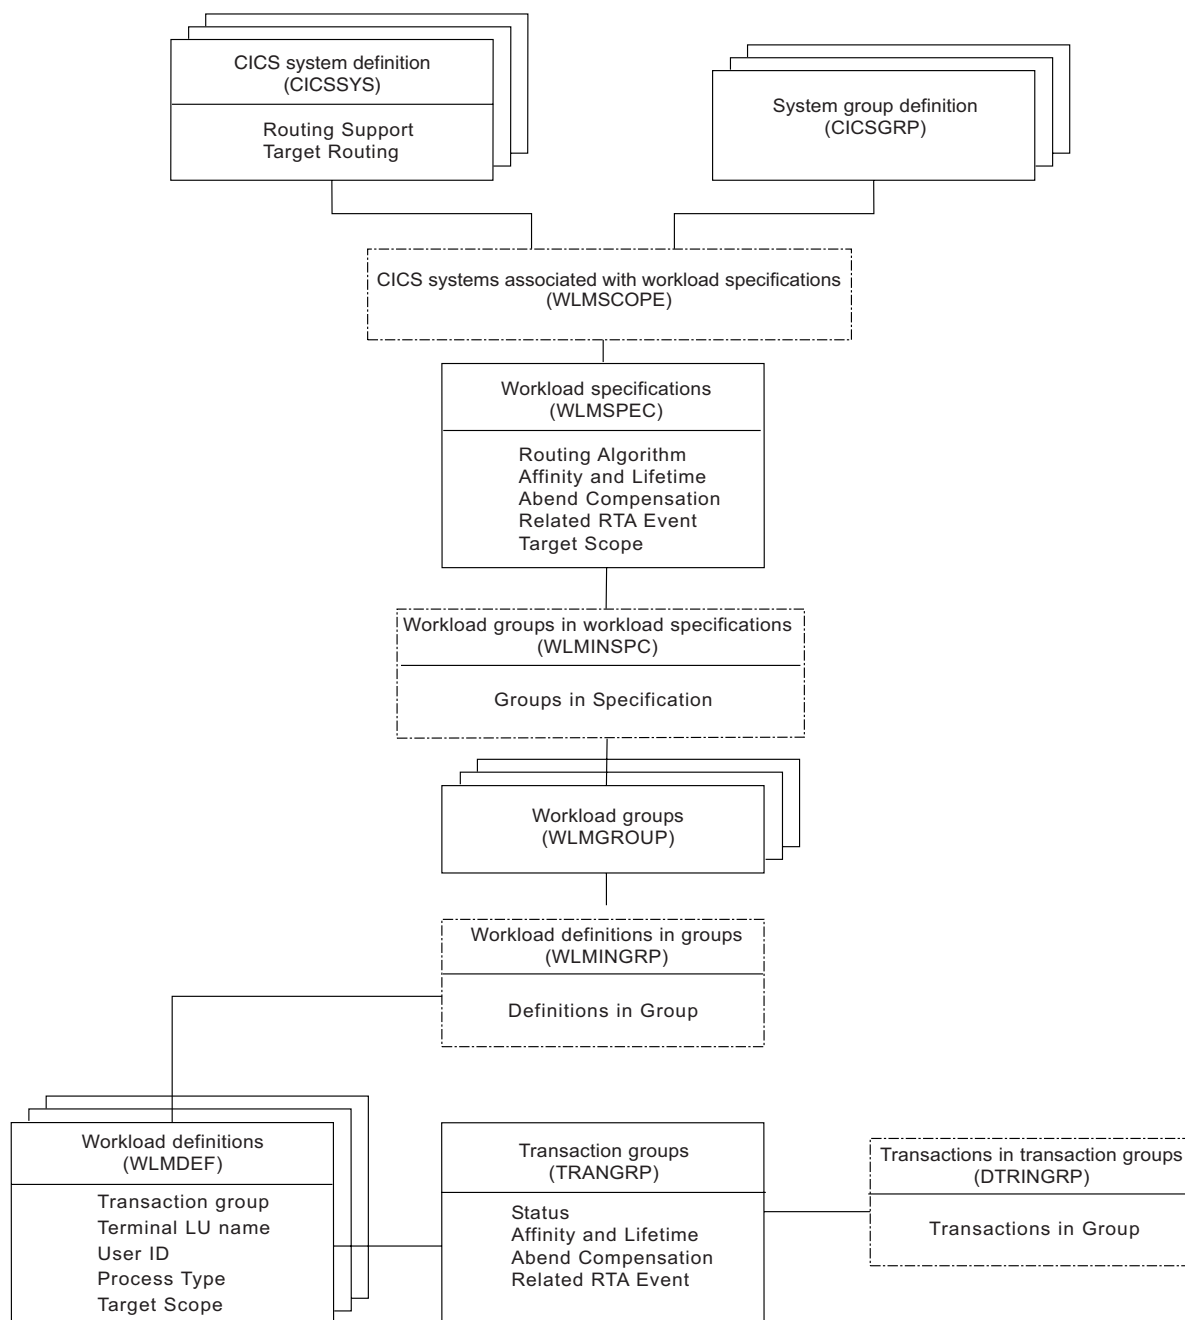 CICS system definition
(CICSSYS)
Routing Support
Target Routing
System group definition
(CICSGRP)
CICS systems associated with workload specifications
(WLMSCOPE)
Workload specifications
(WLMSPEC)
Routing Algorithm
Affinity and Lifetime
Abend Compensation
Related RTA Event
Target Scope
Workload groups in workload specifications
(WLMINSPC)
Groups in Specification
Workload groups
(WLMGROUP)
Workload definitions in groups
(WLMINGRP)
Definitions in Group
Workload definitions
(WLMDEF)
Transaction group
Terminal LU name
User ID
Process Type
Target Scope
Transaction groups
(TRANGRP)
Status
Affinity and Lifetime
Abend Compensation
Related RTA Event
Transactions in transaction groups
(DTRINGRP)
Transactions in Group